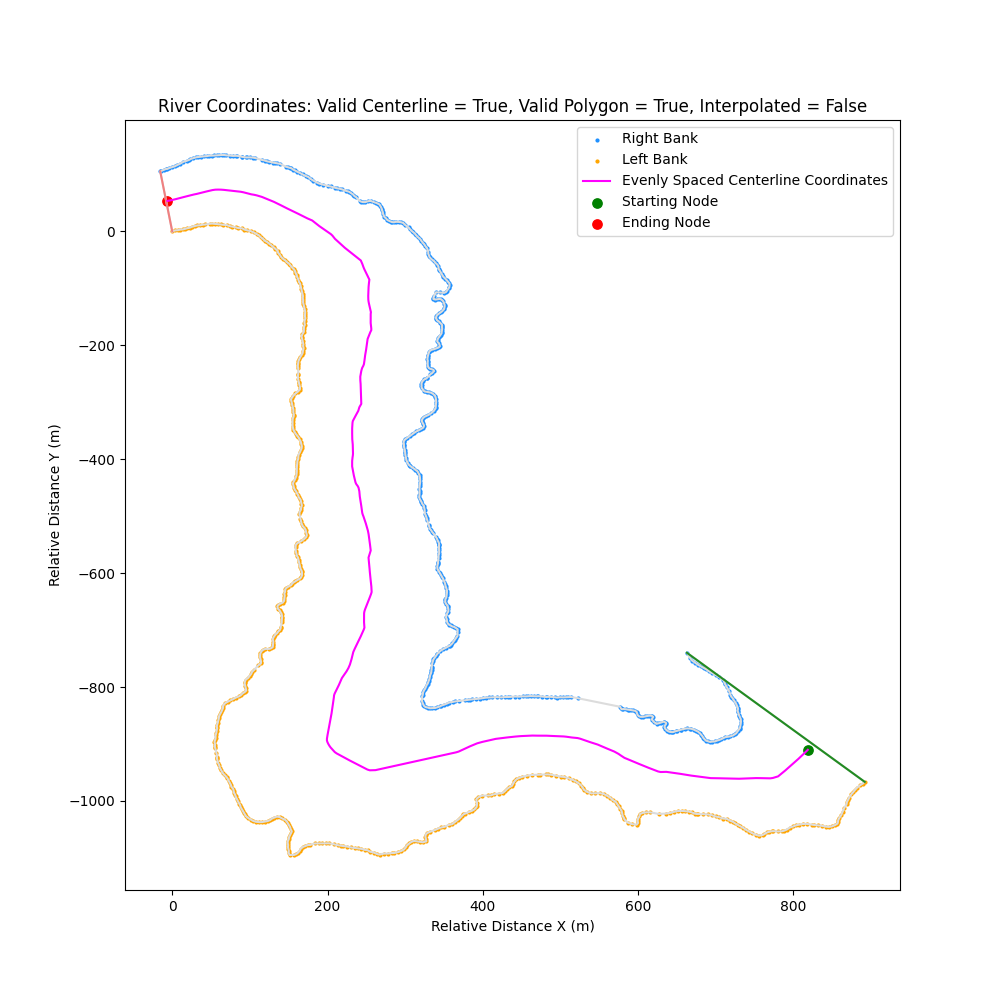 River Coordinates: Valid Centerline = True, Valid Polygon = True, Interpolated = False
Right Bank
Left Bank
Evenly Spaced Centerline Coordinates
Starting Node
Ending Node
0
−200
−400
−600
−800
−1000
Relative Distance Y (m)
0 200 400 600 800
Relative Distance X (m)